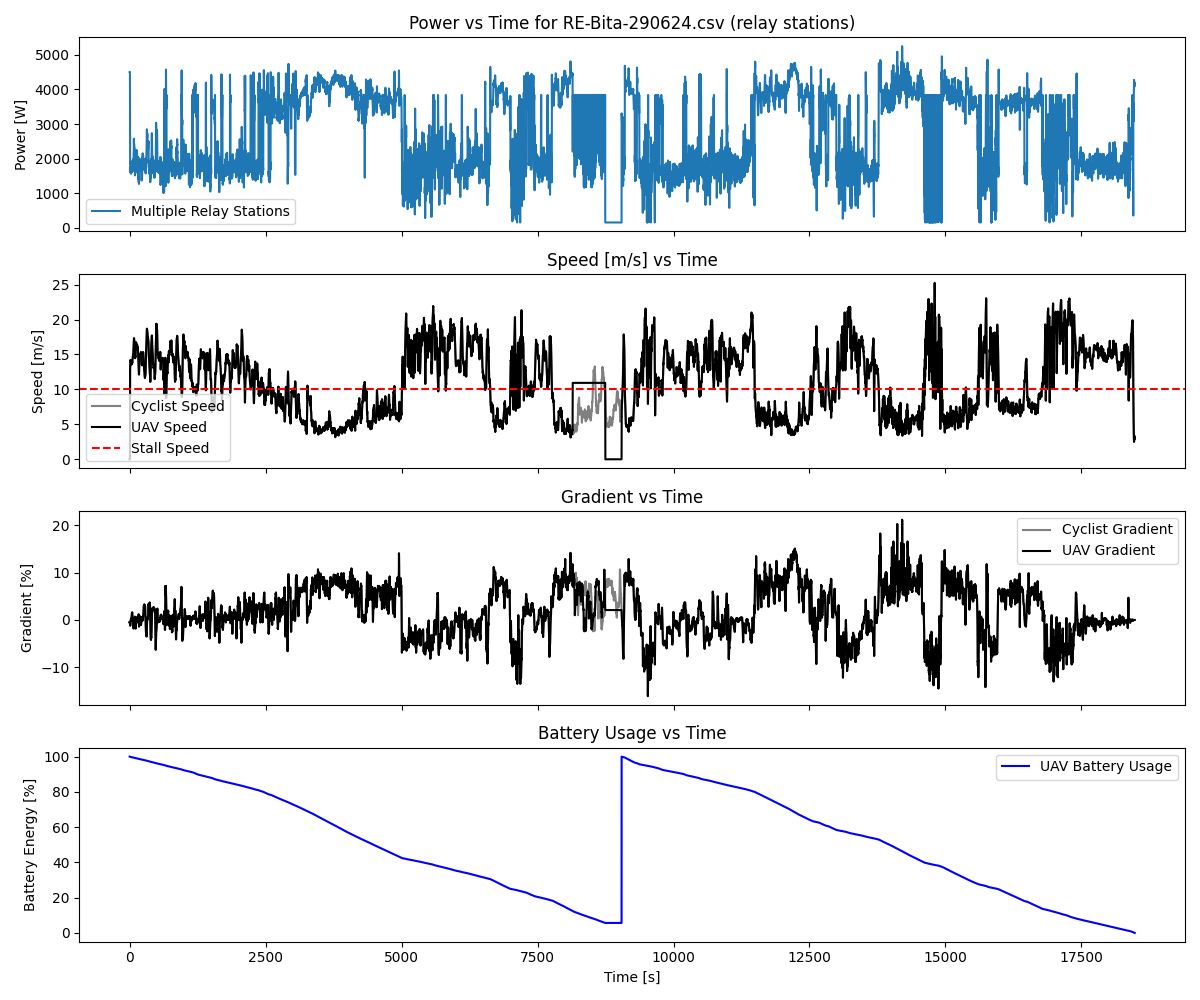 Power vs Time for RE-Bita-290624.csv (relay stations)
Power [W]
5000
4000
3000
2000
1000
0
Multiple Relay Stations
Speed [m/s] vs Time
Speed [m/s]
25
20
15
10
5
0
Cyclist Speed
UAV Speed
Stall Speed
Gradient vs Time
Gradient [%]
20
10
0
−10
Cyclist Gradient
UAV Gradient
Battery Usage vs Time
Battery Energy [%]
100
80
60
40
20
0
UAV Battery Usage
0 2500 5000 7500 10000 12500 15000 17500
Time [s]